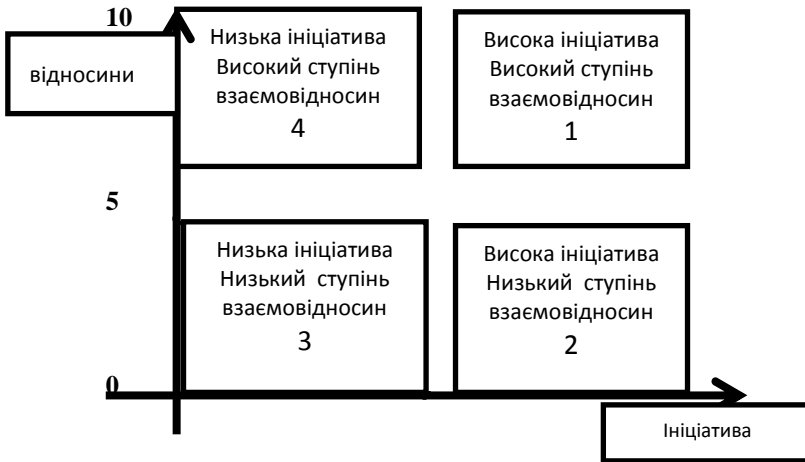 10
відносини
Низька ініціатива
Високий ступінь
взаємовідносин
4
Висока ініціатива
Високий ступінь
взаємовідносин
1
5
Низька ініціатива
Низький ступінь
взаємовідносин
3
Висока ініціатива
Низький ступінь
взаємовідносин
2
0
Ініціатива